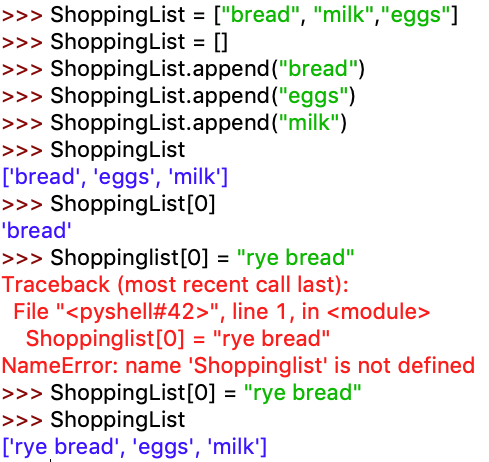 >>> ShoppingList = ["bread", "milk","eggs"]
>>> ShoppingList = []
>>> ShoppingList.append("bread")
>>> ShoppingList.append("eggs")
>>> ShoppingList.append("milk")
>>> ShoppingList
['bread', 'eggs', 'milk']
>>> ShoppingList[0]
'bread'
>>> Shoppinglist[0] = "rye bread"
Traceback (most recent call last):
  File "<pyshell#42>", line 1, in <module>
    Shoppinglist[0] = "rye bread"
NameError: name 'Shoppinglist' is not defined
>>> ShoppingList[0] = "rye bread"
>>> ShoppingList
['rye bread', 'eggs', 'milk']